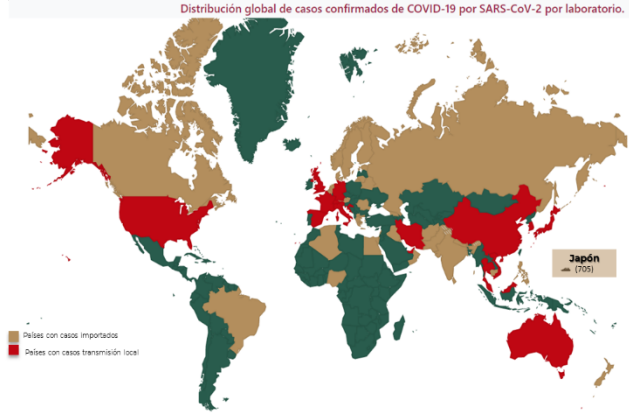 Distribución global de casos confirmados de COVID-19 por SARS-CoV-2 por laboratorio.
Japón
(705)
Países con casos importados
Países con casos transmisión local